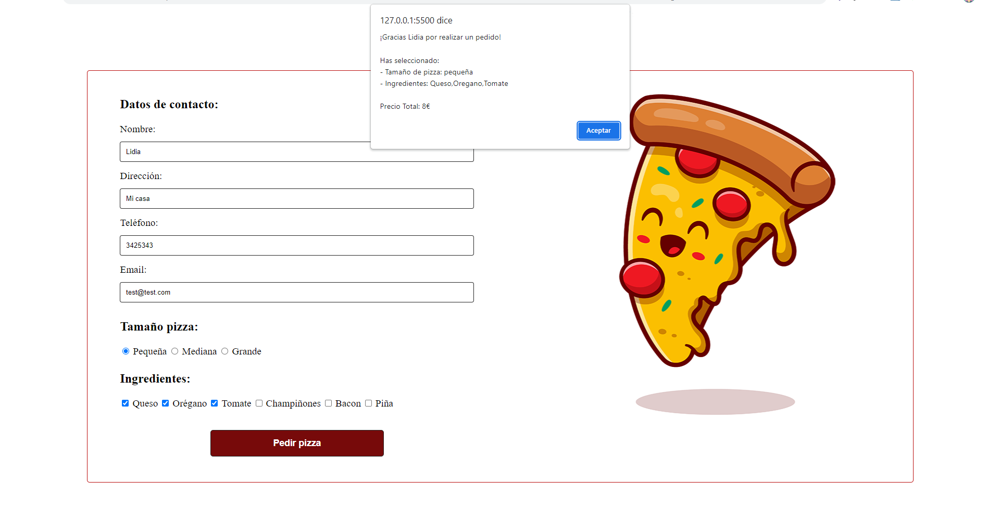 127.0.0.1:5500 dice
¡Gracias Lidia por realizar un pedido!
Has seleccionado:
- Tamaño de pizza: pequeña
- Ingredientes: Queso,Oregano,Tomate
Precio Total: 8€
Aceptar
Datos de contacto:
Nombre:
Lidia
Dirección:
Mi casa
Teléfono:
3425343
Email:
test@test.com
Tamaño pizza:
Pequeña Mediana Grande
Ingredientes:
Queso Orégano Tomate Champiñones Bacon Piña
Pedir pizza